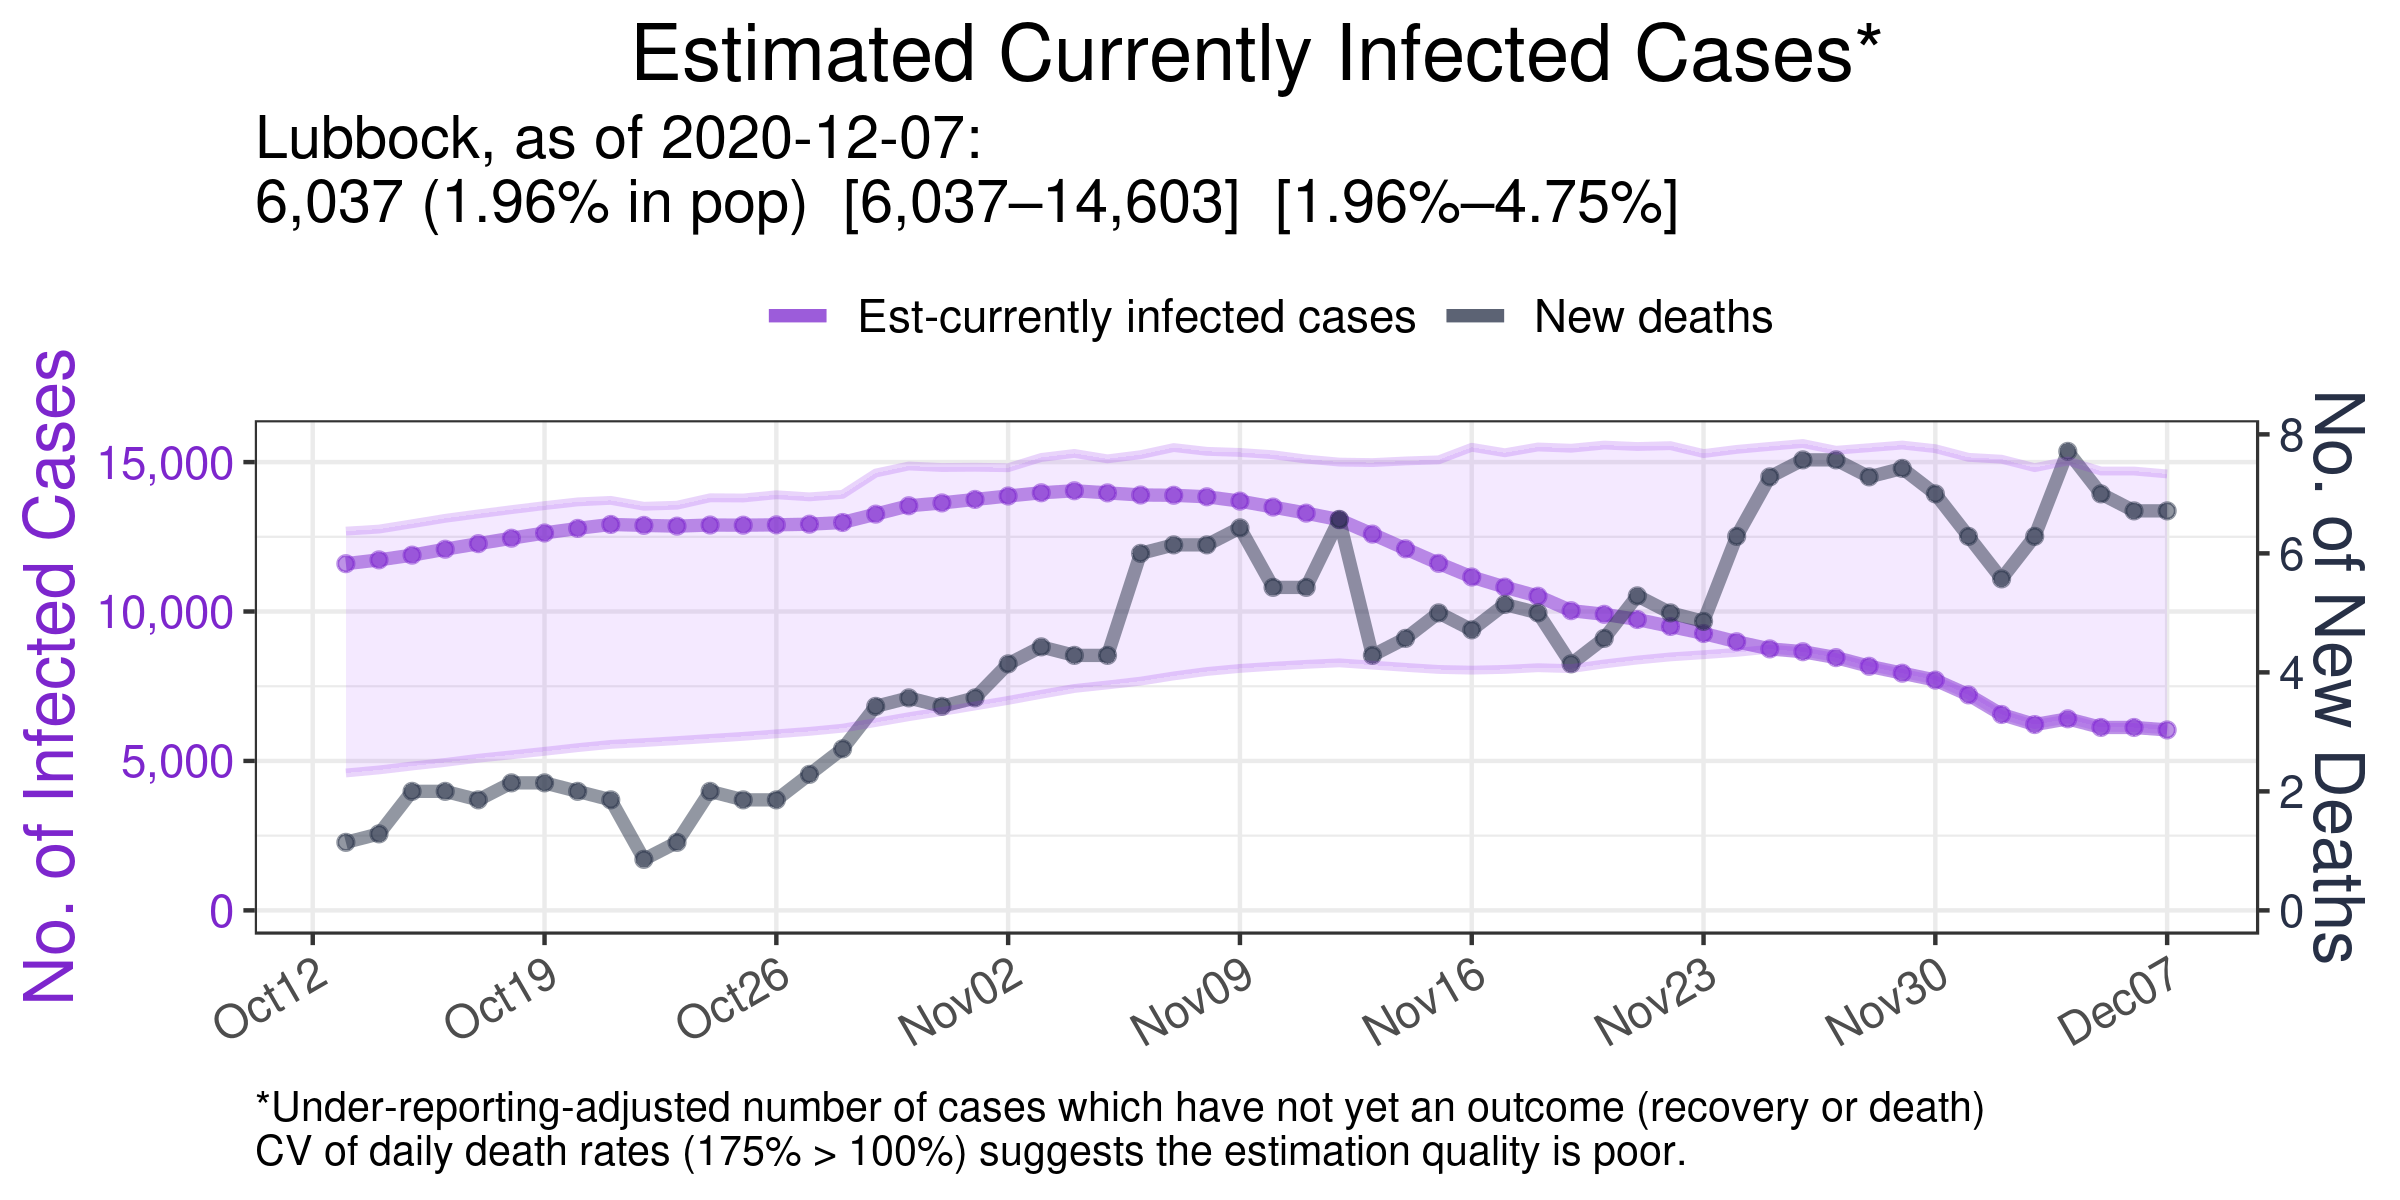 Estimated Currently Infected Cases*
Lubbock, as of 2020-12-07:
6,037 (1.96% in pop)  [6,037–14,603]  [1.96%–4.75%]
Est-currently infected cases
New deaths
No. of Infected Cases
15,000
10,000
5,000
0
8
6
4
2
0
No. of New Deaths
Oct12
Oct19
Oct26
Nov02
Nov09
Nov16
Nov23
Nov30
Dec07
*Under-reporting-adjusted number of cases which have not yet an outcome (recovery or death)
CV of daily death rates (175% > 100%) suggests the estimation quality is poor.